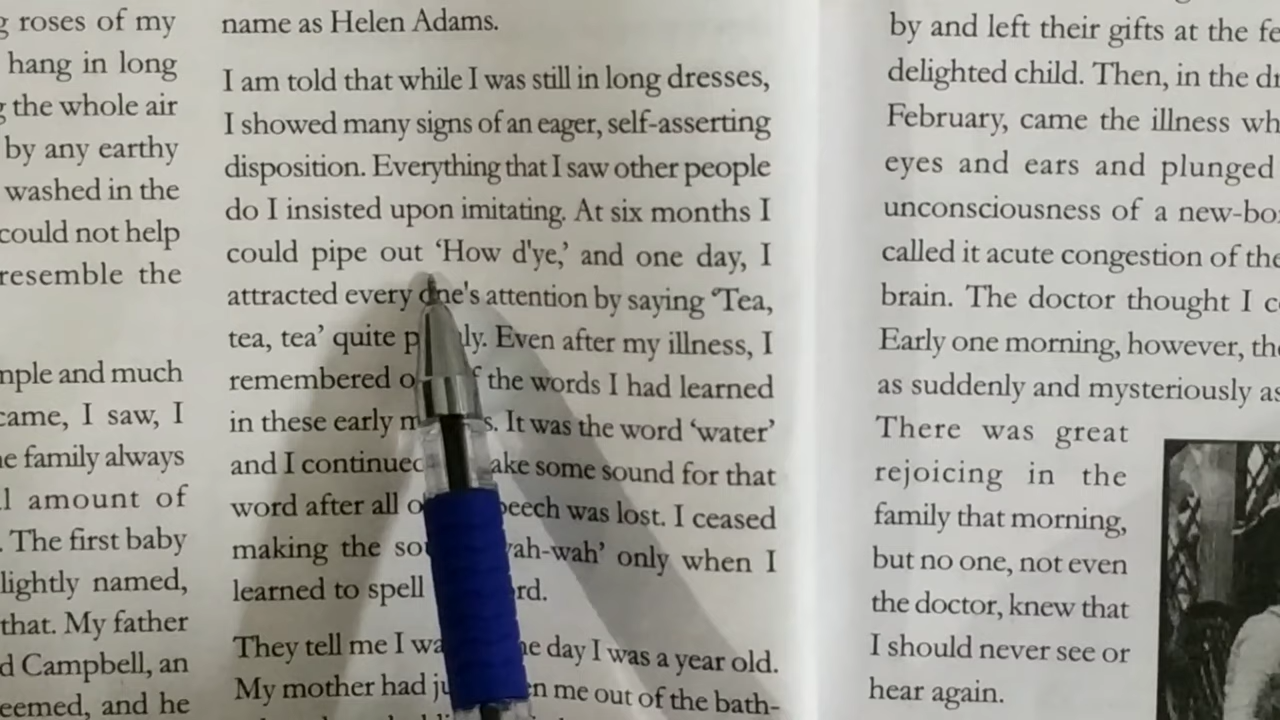 g roses of my
hang in long
g the whole air
by any earthy
washed in the
could not help
resemble the
mple and much
came, I saw, I
e family always
l amount of
. The first baby
lightly named,
that. My father
d Campbell, an
eemed, and he
name as Helen Adams.
I am told that while I was still in long dresses,
I showed many signs of an eager, self-asserting
disposition. Everything that I saw other people
do I insisted upon imitating. At six months I
could pipe out ‘How d'ye,’ and one day, I
attracted every one's attention by saying ‘Tea,
tea, tea’ quite p ly. Even after my illness, I
remembered o f the words I had learned
in these early m s. It was the word ‘water’
and I continued ake some sound for that
word after all o peech was lost. I ceased
making the so ah-wah’ only when I
learned to spell rd.
They tell me I wa he day I was a year old.
My mother had ju en me out of the bath-
by and left their gifts at the fe
delighted child. Then, in the dr
February, came the illness wh
eyes and ears and plunged
unconsciousness of a new-bo
called it acute congestion of the
brain. The doctor thought I c
Early one morning, however, the
as suddenly and mysteriously as
There was great
rejoicing in the
family that morning,
but no one, not even
the doctor, knew that
I should never see or
hear again.